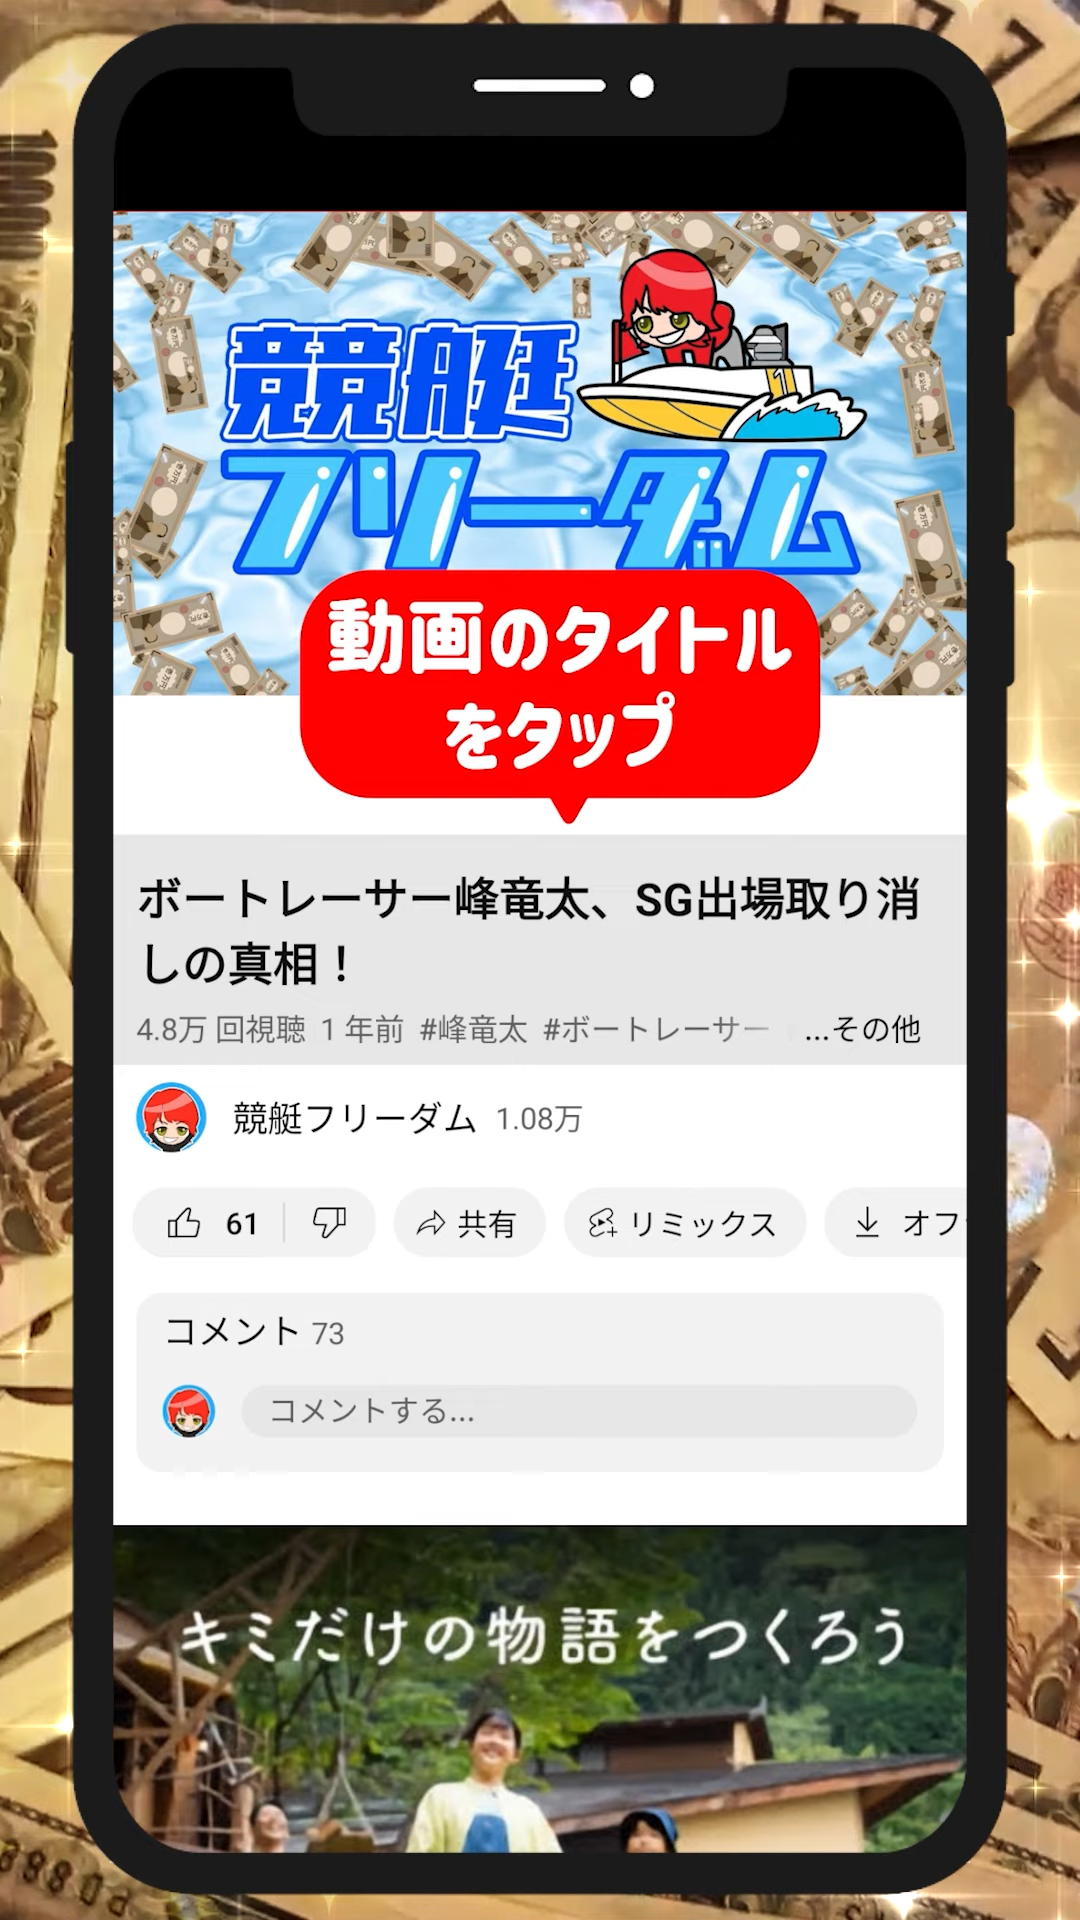 競艇
フリーダム
動画のタイトル
をタップ
ボートレーサー峰竜太、SG出場取り消
しの真相！
4.8万 回視聴 1 年前 #峰竜太 #ボートレーサー ...その他
競艇フリーダム 1.08万
61 共有 リミックス オフ
コメント 73
コメントする...
キミだけの物語をつくろう